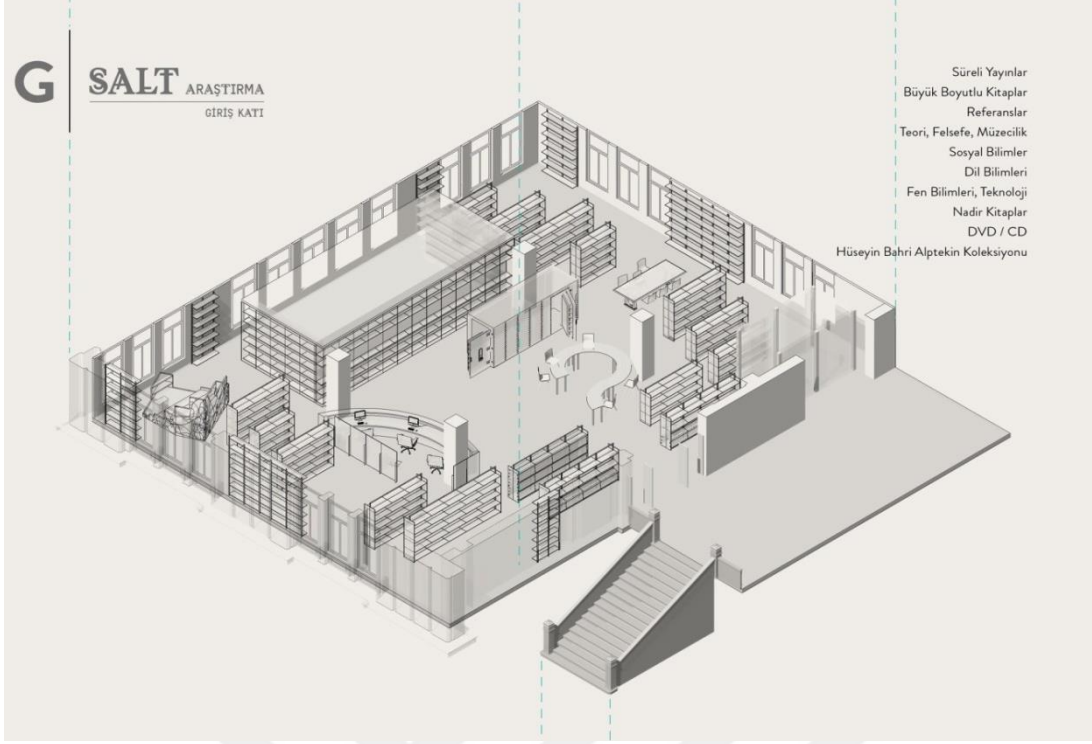 G
SALT ARAŞTIRMA
GİRİŞ KATI
Süreli Yayınlar
Büyük Boyutlu Kitaplar
Referanslar
Teori, Felsefe, Müzecilik
Sosyal Bilimler
Dil Bilimleri
Fen Bilimleri, Teknoloji
Nadir Kitaplar
DVD / CD
Hüseyin Bahri Alptekin Koleksiyonu